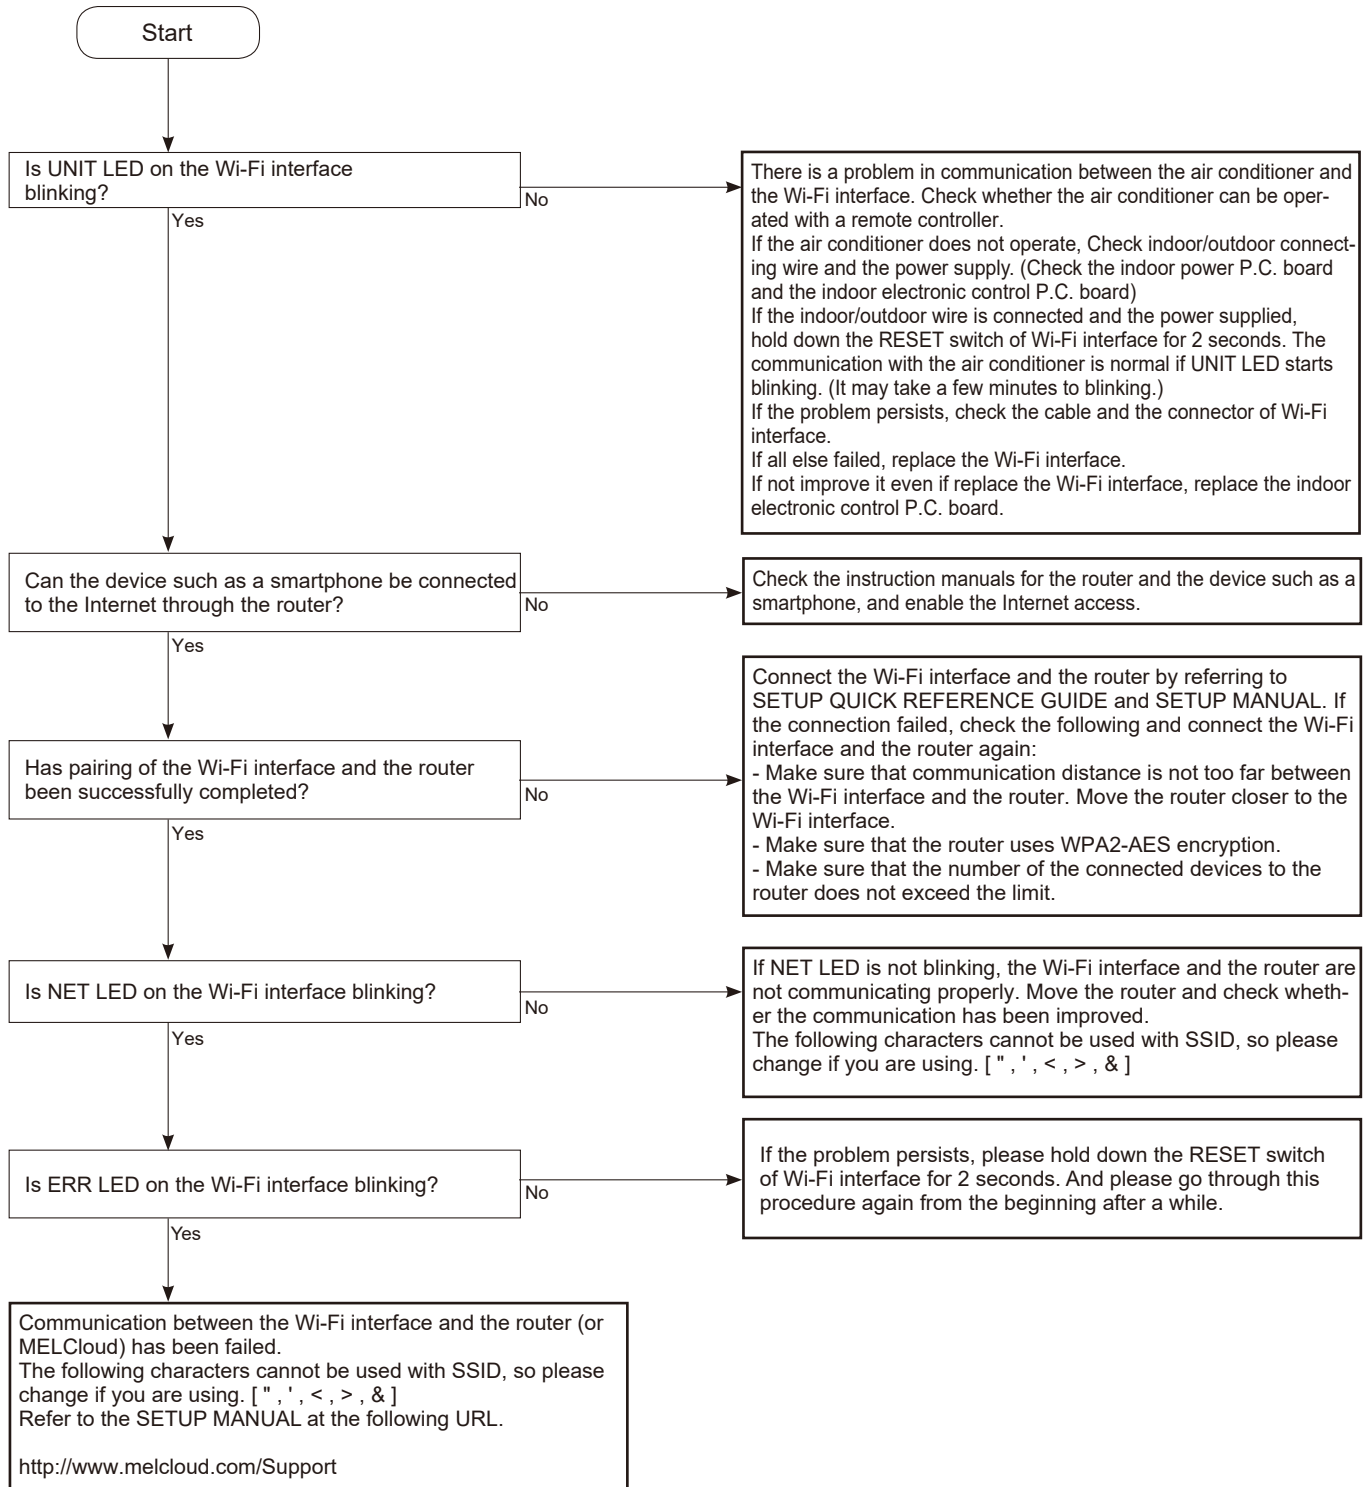 Start
Is UNIT LED on the Wi-Fi interface
blinking?
No
Yes
There is a problem in communication between the air conditioner and
the Wi-Fi interface. Check whether the air conditioner can be oper-
ated with a remote controller.
If the air conditioner does not operate, Check indoor/outdoor connect-
ing wire and the power supply. (Check the indoor power P.C. board
and the indoor electronic control P.C. board)
If the indoor/outdoor wire is connected and the power supplied,
hold down the RESET switch of Wi-Fi interface for 2 seconds. The
communication with the air conditioner is normal if UNIT LED starts
blinking. (It may take a few minutes to blinking.)
If the problem persists, check the cable and the connector of Wi-Fi
interface.
If all else failed, replace the Wi-Fi interface.
If not improve it even if replace the Wi-Fi interface, replace the indoor
electronic control P.C. board.
Can the device such as a smartphone be connected
to the Internet through the router?
No
Yes
Check the instruction manuals for the router and the device such as a
smartphone, and enable the Internet access.
Has pairing of the Wi-Fi interface and the router
been successfully completed?
No
Yes
Connect the Wi-Fi interface and the router by referring to
SETUP QUICK REFERENCE GUIDE and SETUP MANUAL. If
the connection failed, check the following and connect the Wi-Fi
interface and the router again:
- Make sure that communication distance is not too far between
the Wi-Fi interface and the router. Move the router closer to the
Wi-Fi interface.
- Make sure that the router uses WPA2-AES encryption.
- Make sure that the number of the connected devices to the
router does not exceed the limit.
Is NET LED on the Wi-Fi interface blinking?
No
Yes
If NET LED is not blinking, the Wi-Fi interface and the router are
not communicating properly. Move the router and check wheth-
er the communication has been improved.
The following characters cannot be used with SSID, so please
change if you are using. [ " , ' , < , > , & ]
Is ERR LED on the Wi-Fi interface blinking?
No
Yes
If the problem persists, please hold down the RESET switch
of Wi-Fi interface for 2 seconds. And please go through this
procedure again from the beginning after a while.
Communication between the Wi-Fi interface and the router (or
MELCloud) has been failed.
The following characters cannot be used with SSID, so please
change if you are using. [ " , ' , < , > , & ]
Refer to the SETUP MANUAL at the following URL.
http://www.melcloud.com/Support